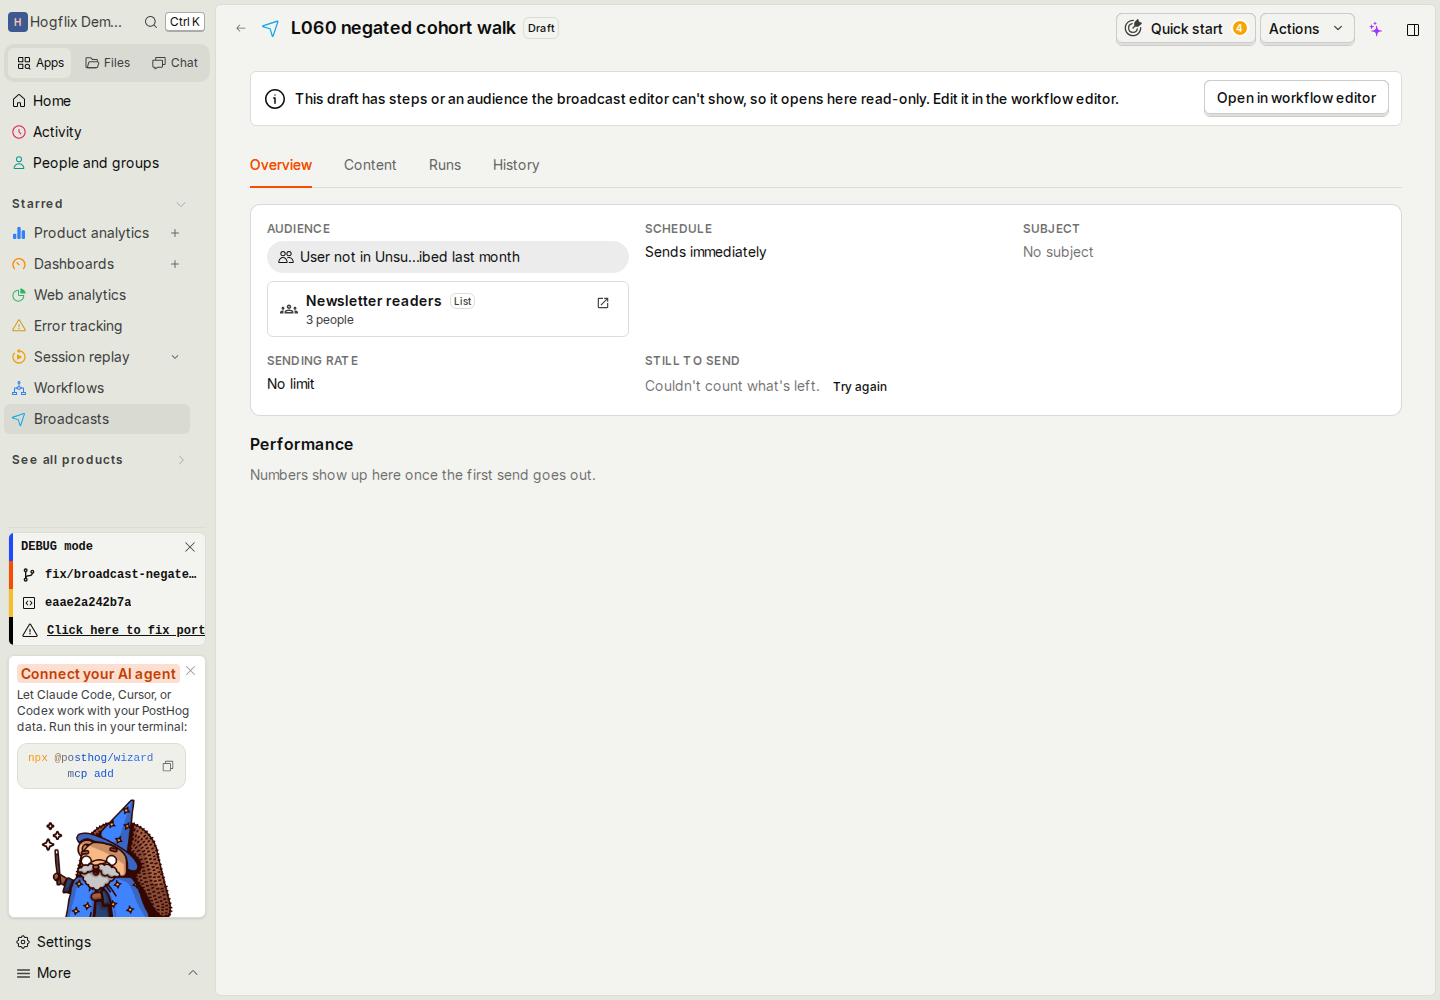 H Hogflix Dem... Ctrl K
Apps Files Chat
Home
Activity
People and groups
Starred
Product analytics
Dashboards
Web analytics
Error tracking
Session replay
Workflows
Broadcasts
See all products
DEBUG mode
fix/broadcast-negate…
eaae2a242b7a
Click here to fix port
Connect your AI agent
Let Claude Code, Cursor, or
Codex work with your PostHog
data. Run this in your terminal:
npx @posthog/wizard
mcp add
Settings
More
L060 negated cohort walk Draft
Quick start 4 Actions
This draft has steps or an audience the broadcast editor can't show, so it opens here read-only. Edit it in the workflow editor. Open in workflow editor
Overview Content Runs History
AUDIENCE SCHEDULE SUBJECT
User not in Unsu...ibed last month Sends immediately No subject
Newsletter readers List
3 people
SENDING RATE STILL TO SEND
No limit Couldn't count what's left. Try again
Performance
Numbers show up here once the first send goes out.